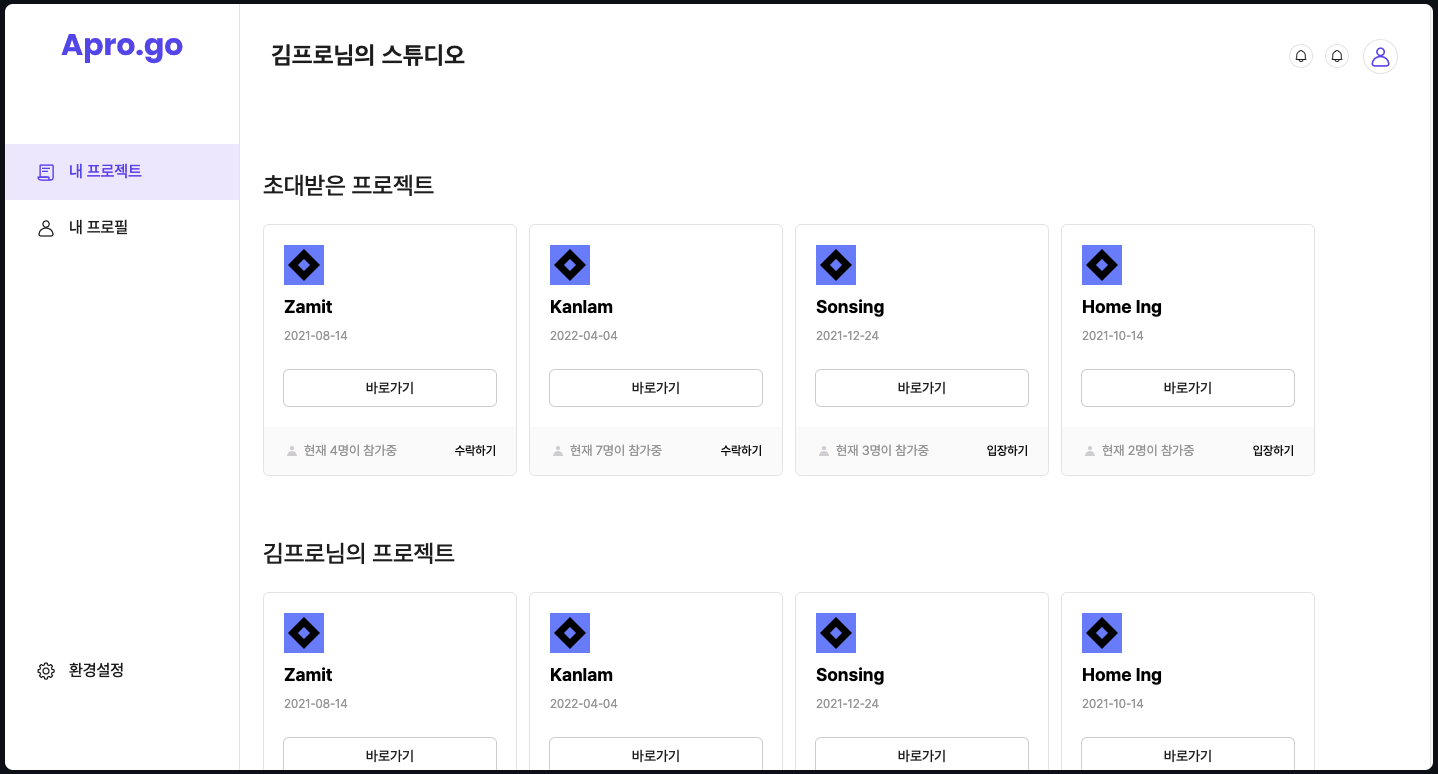 Apro.go
김프로님의 스튜디오
내 프로젝트
내 프로필
환경설정
초대받은 프로젝트
Zamit Kanlam Sonsing Home Ing
2021-08-14 2022-04-04 2021-12-24 2021-10-14
바로가기 바로가기 바로가기 바로가기
현재 4명이 참가중 수락하기 현재 7명이 참가중 수락하기 현재 3명이 참가중 입장하기 현재 2명이 참가중 입장하기
김프로님의 프로젝트
Zamit Kanlam Sonsing Home Ing
2021-08-14 2022-04-04 2021-12-24 2021-10-14
바로가기 바로가기 바로가기 바로가기